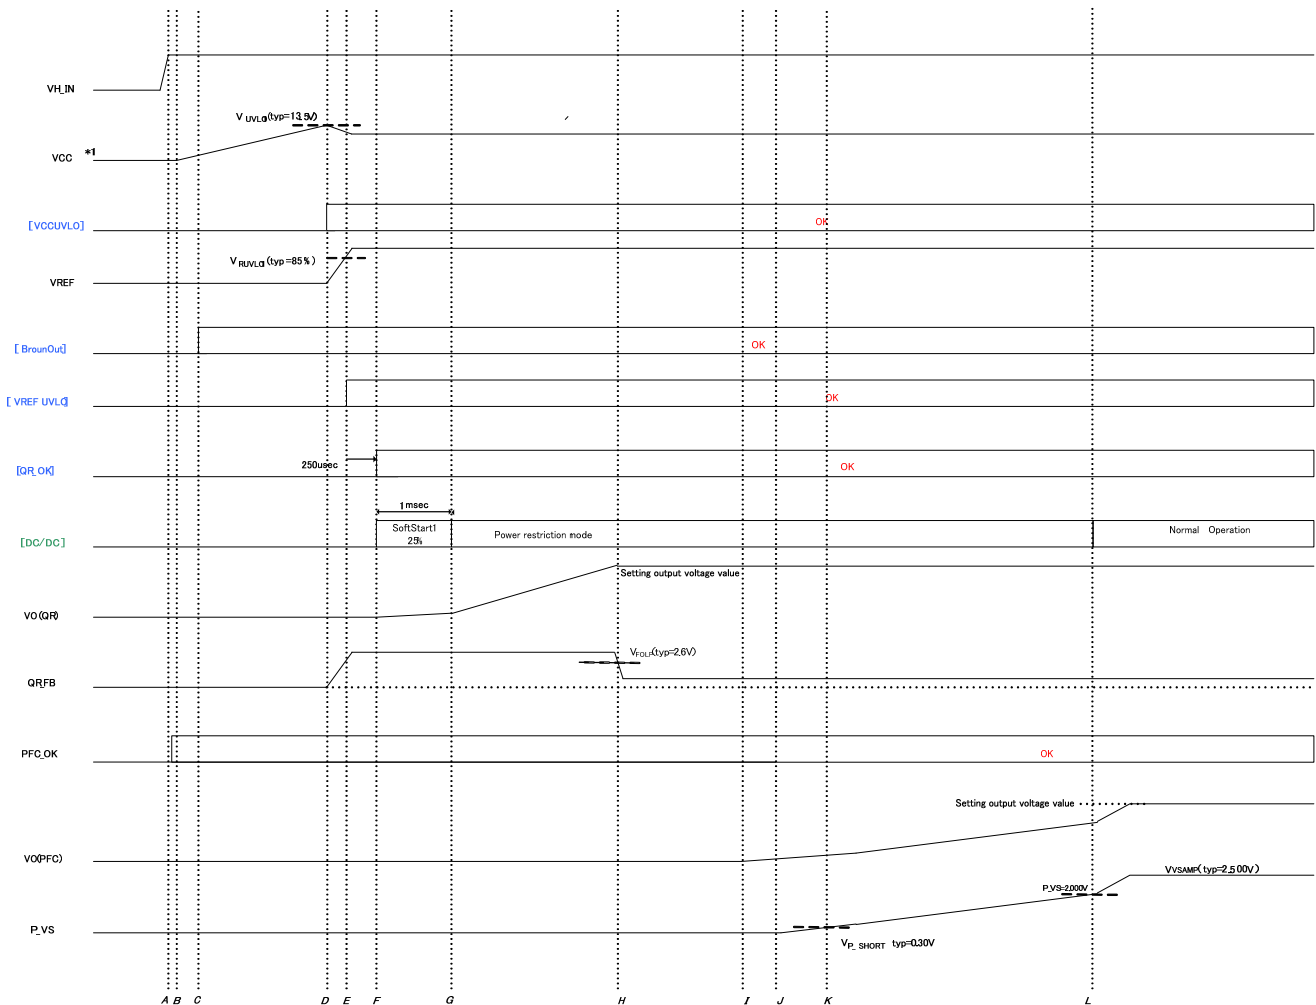 VH_IN
V UVLO1(typ=13.5V)
VCC *1
[VCCUVLO]
OK
V RUVLO1(typ=85%)
VREF
[BrounOut]
OK
[VREF UVLO]
OK
[QR_OK]
250usec
OK
1msec
[DC/DC]
SoftStart1
25%
Power restriction mode
Normal Operation
Setting output voltage value
VO(QR)
VFOLP(typ=2.6V)
QR_FB
PFC_OK
OK
Setting output voltage value
VO(PFC)
VVSAMP(typ=2.500V)
P_VS=2.000V
P_VS
VP_SHORT typ=0.30V
A B C D E F G H I J K L